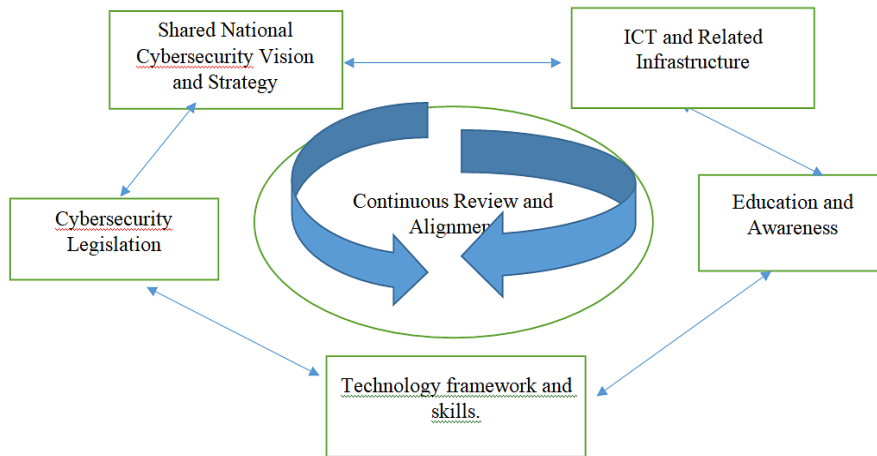 Shared National
Cybersecurity Vision
and Strategy
ICT and Related
Infrastructure
Cybersecurity
Legislation
Continuous Review and
Alignmen
Education and
Awareness
Technology framework and
skills.